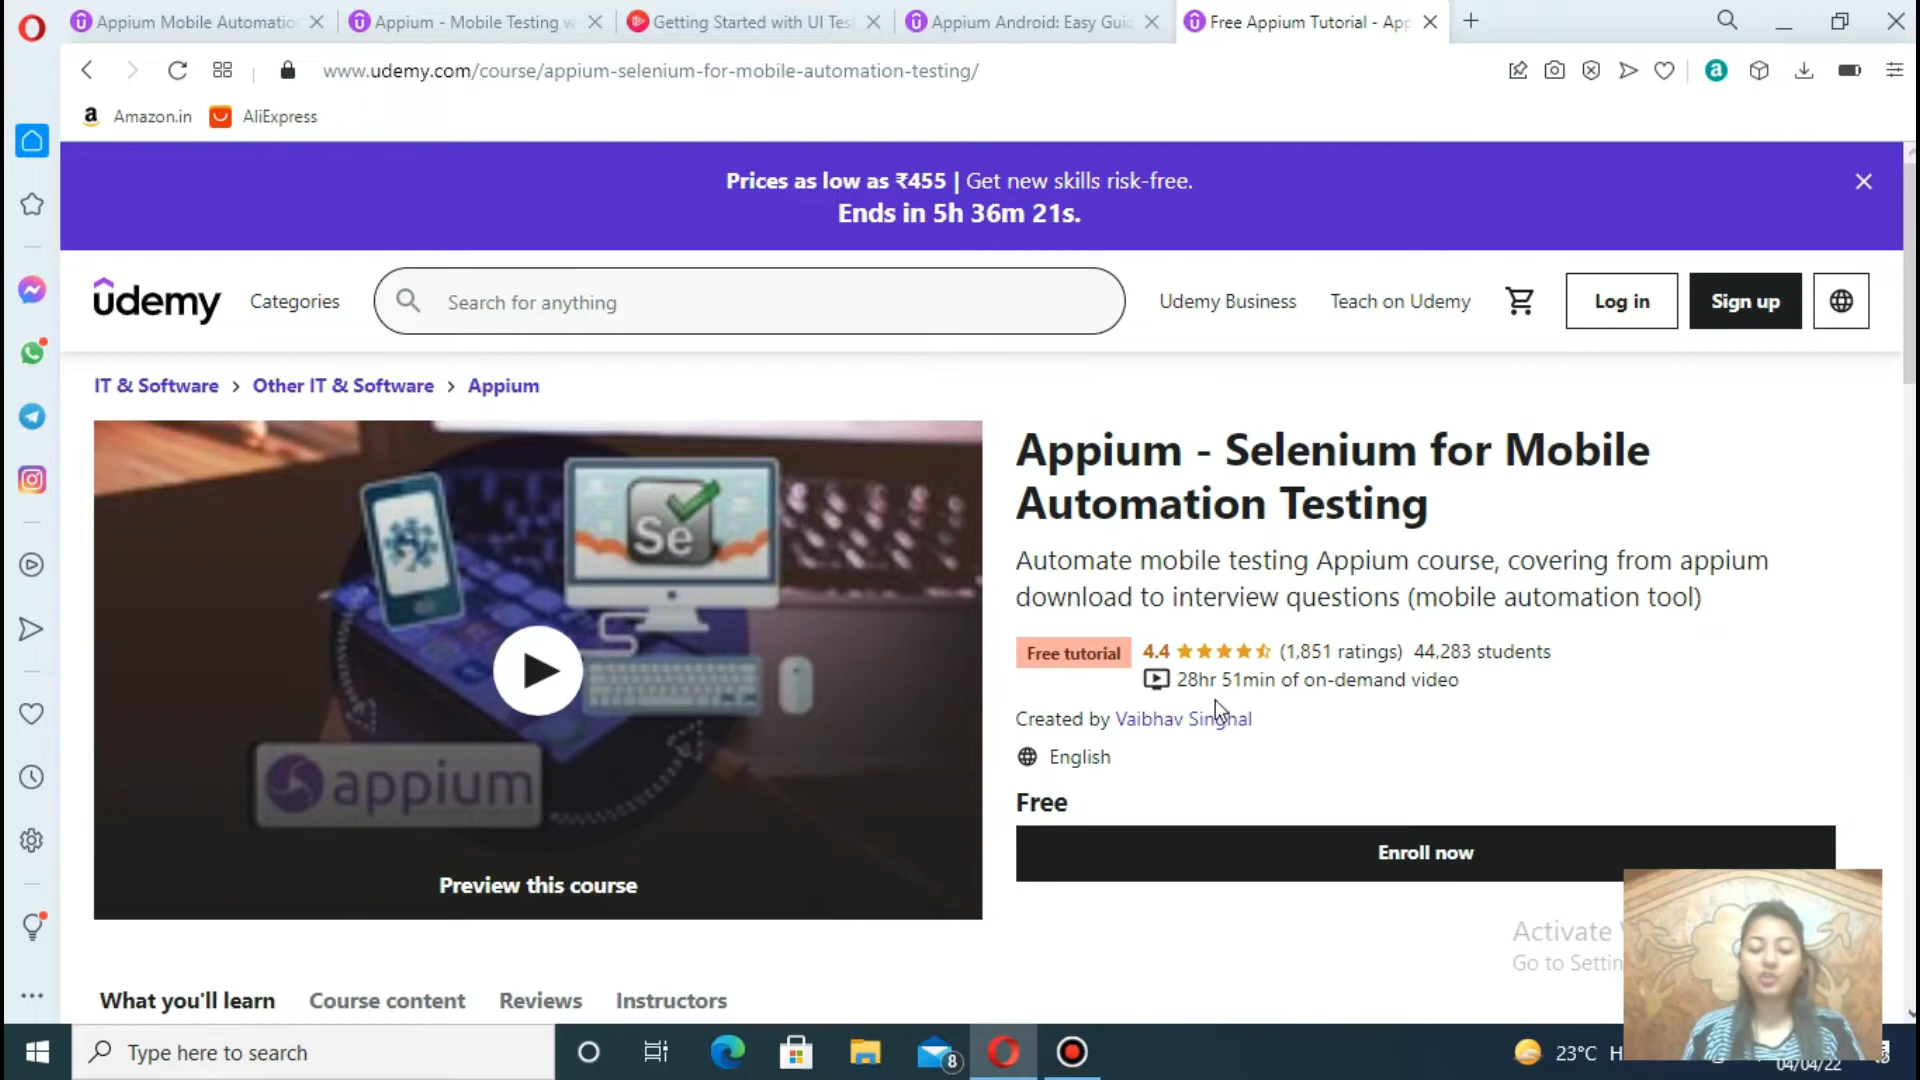 Appium Mobile Automatio
Appium - Mobile Testing w
Getting Started with UI Tes
Appium Android: Easy Guid
Free Appium Tutorial - App
www.udemy.com/course/appium-selenium-for-mobile-automation-testing/
a
a Amazon.in
AliExpress
Prices as low as ₹455 | Get new skills risk-free.
Ends in 5h 36m 21s.
udemy
Categories
Search for anything
Udemy Business
Teach on Udemy
Log in
Sign up
IT & Software > Other IT & Software > Appium
Se
appium
Preview this course
Appium - Selenium for Mobile
Automation Testing
Automate mobile testing Appium course, covering from appium
download to interview questions (mobile automation tool)
Free tutorial 4.4 (1,851 ratings) 44,283 students
28hr 51min of on-demand video
Created by Vaibhav Singhal
English
Free
Enroll now
Activate
Go to Settin
What you'll learn
Course content
Reviews
Instructors
Type here to search
8
23°C H
04/04/22